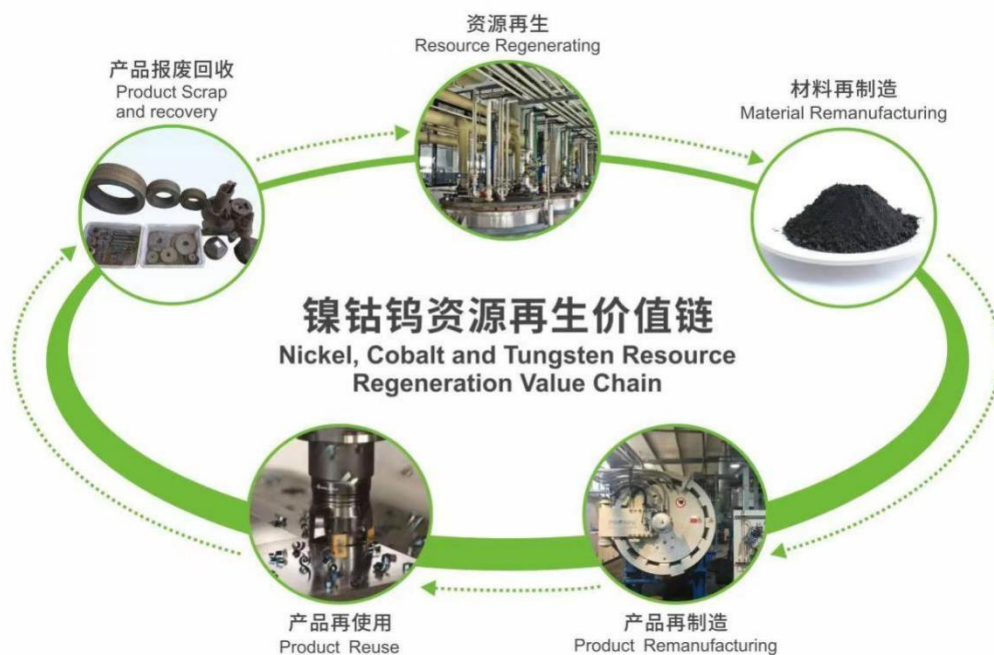 资源再生
Resource Regenerating
产品报废回收
Product Scrap
and recovery
材料再制造
Material Remanufacturing
镍钴钨资源再生价值链
Nickel, Cobalt and Tungsten Resource
Regeneration Value Chain
产品再使用
Product Reuse
产品再制造
Product Remanufacturing